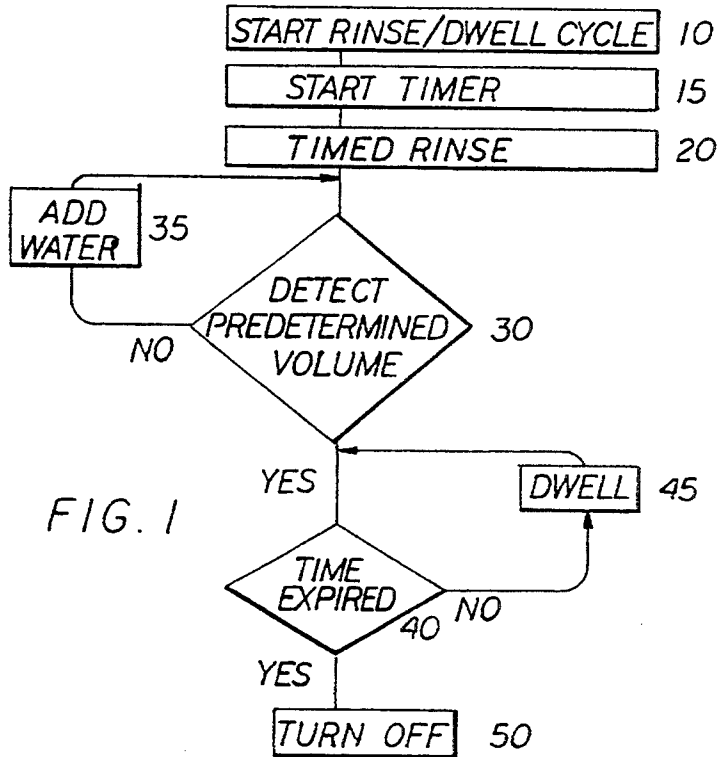 START RINSE/DWELL CYCLE 10
START TIMER 15
TIMED RINSE 20
ADD
WATER 35
DETECT
PREDETERMINED
VOLUME 30
NO
YES
DWELL 45
FIG. 1
TIME
EXPIRED
40
NO
YES
TURN OFF 50